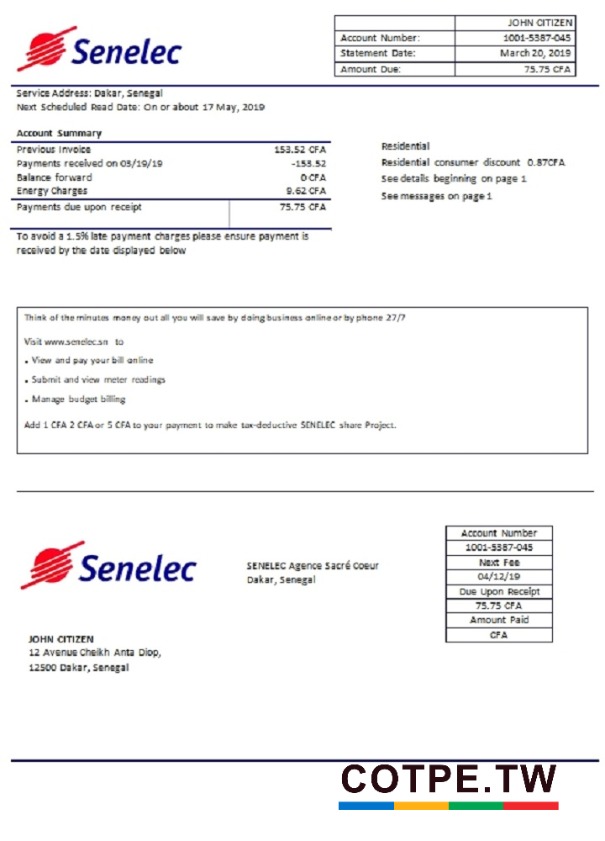 Senelec
JOHN CITIZEN
Account Number: 1001-5387-045
Statement Date: March 20, 2019
Amount Due: 75.75 CFA
Service Address: Dakar, Senegal
Next Scheduled Read Date: On or about 17 May, 2019
Account Summary
Previous Invoice 153.52 CFA
Payments received on 03/19/19 -153.52
Balance forward 0 CFA
Energy Charges 9.62 CFA
Payments due upon receipt 75.75 CFA
To avoid a 1.5% late payment charges please ensure payment is
received by the date displayed below
Residential
Residential consumer discount 0.87CFA
See details beginning on page 1
See messages on page 1
Think of the minutes money out all you will save by doing business online or by phone 27/7
Visit www.senelec.sn to
• View and pay your bill online
• Submit and view meter readings
• Manage budget billing
Add 1 CFA 2 CFA or 5 CFA to your payment to make tax-deductive SENELEC share Project.
Senelec
SENELEC Agence Sacré Coeur
Dakar, Senegal
Account Number
1001-5387-045
Next Fee
04/12/19
Due Upon Receipt
75.75 CFA
Amount Paid
CFA
JOHN CITIZEN
12 Avenue Cheikh Anta Diop,
12500 Dakar, Senegal
COTPE.TW